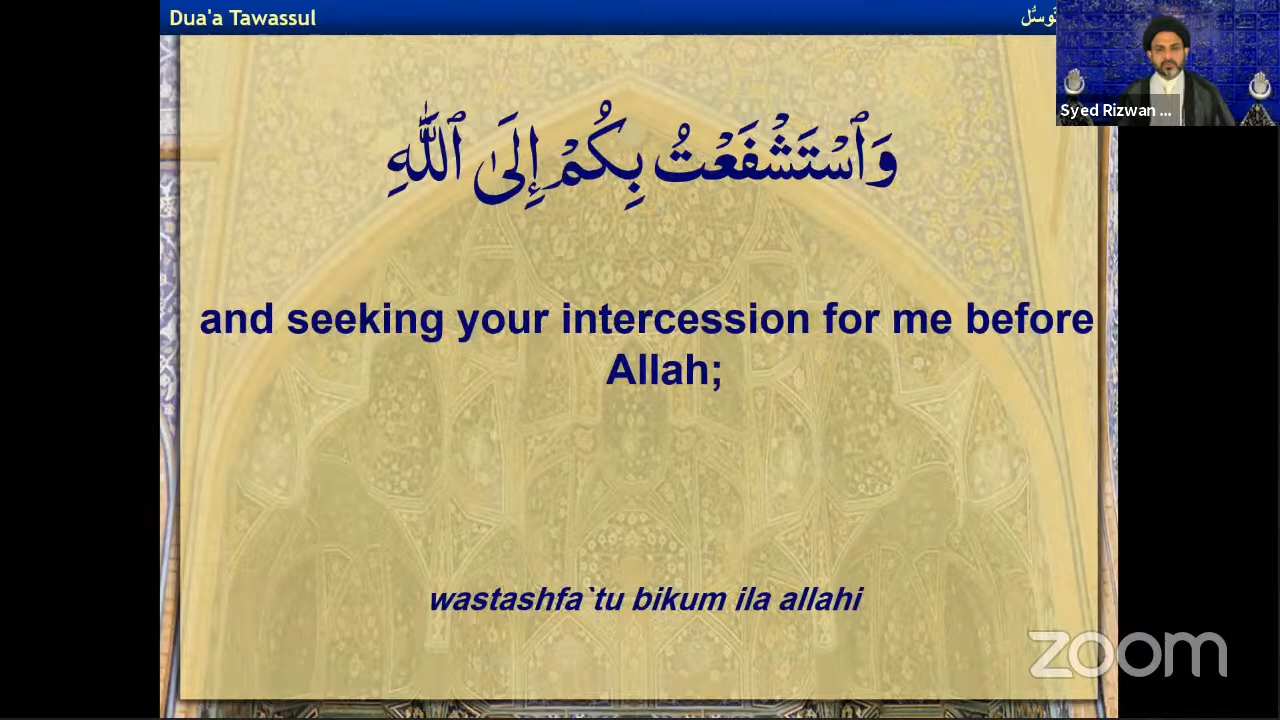 Dua'a Tawassul
Syed Rizwan ...
وَٱسْتَشْفَعْتُ بِكُمْ إِلَىٰ ٱللَّهِ
and seeking your intercession for me before
Allah;
wastashfa`tu bikum ila allahi
zoom